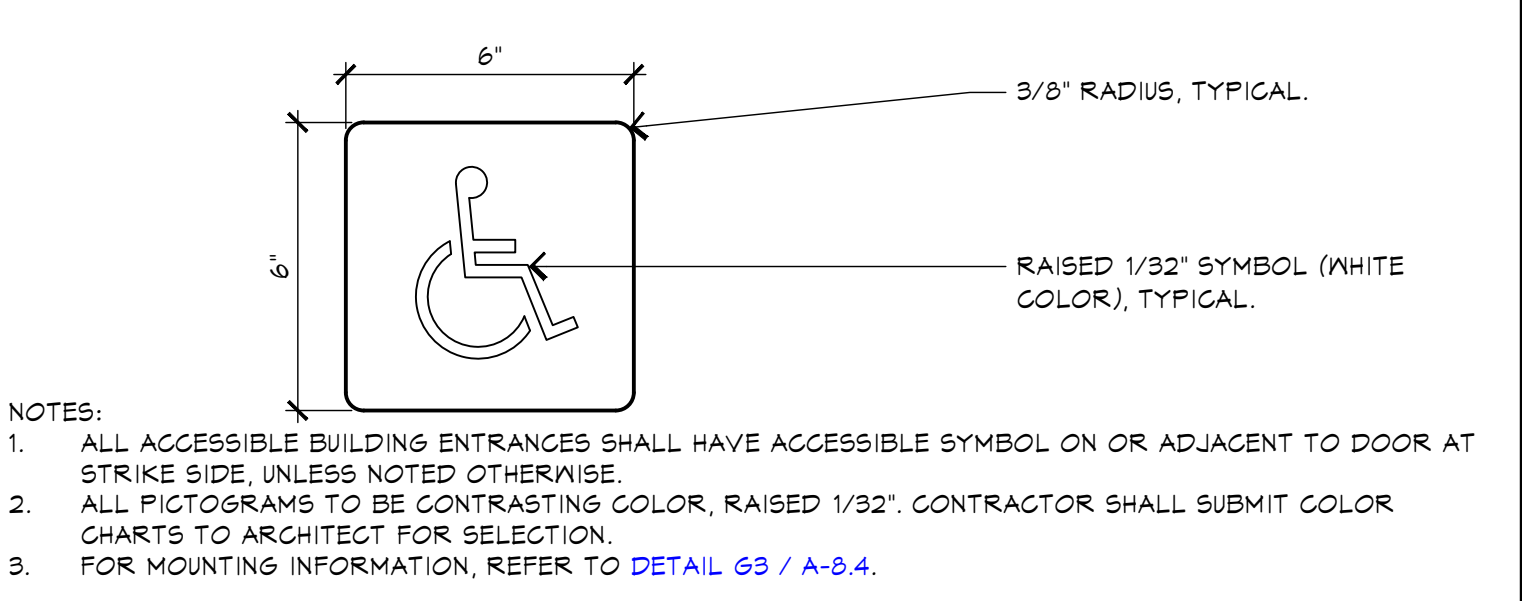 6"
3/8" RADIUS, TYPICAL.
6"
RAISED 1/32" SYMBOL (WHITE
COLOR), TYPICAL.
NOTES:
1. ALL ACCESSIBLE BUILDING ENTRANCES SHALL HAVE ACCESSIBLE SYMBOL ON OR ADJACENT TO DOOR AT
STRIKE SIDE, UNLESS NOTED OTHERWISE.
2. ALL PICTOGRAMS TO BE CONTRASTING COLOR, RAISED 1/32". CONTRACTOR SHALL SUBMIT COLOR
CHARTS TO ARCHITECT FOR SELECTION.
3. FOR MOUNTING INFORMATION, REFER TO DETAIL G3 / A-8.4.